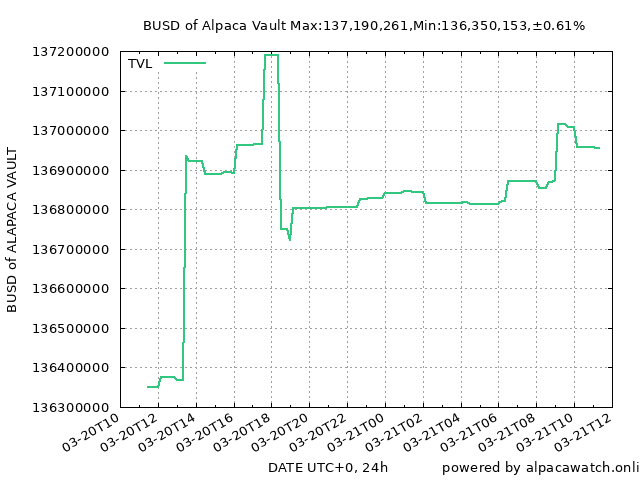 BUSD of Alpaca Vault Max:137,190,261,Min:136,350,153,±0.61%
TVL
137200000
137100000
137000000
136900000
136800000
136700000
136600000
136500000
136400000
136300000
BUSD of ALAPACA VAULT
03-20T10
03-20T12
03-20T14
03-20T16
03-20T18
03-20T20
03-20T22
03-21T00
03-21T02
03-21T04
03-21T06
03-21T08
03-21T10
03-21T12
DATE UTC+0, 24h
powered by alpacawatch.onli